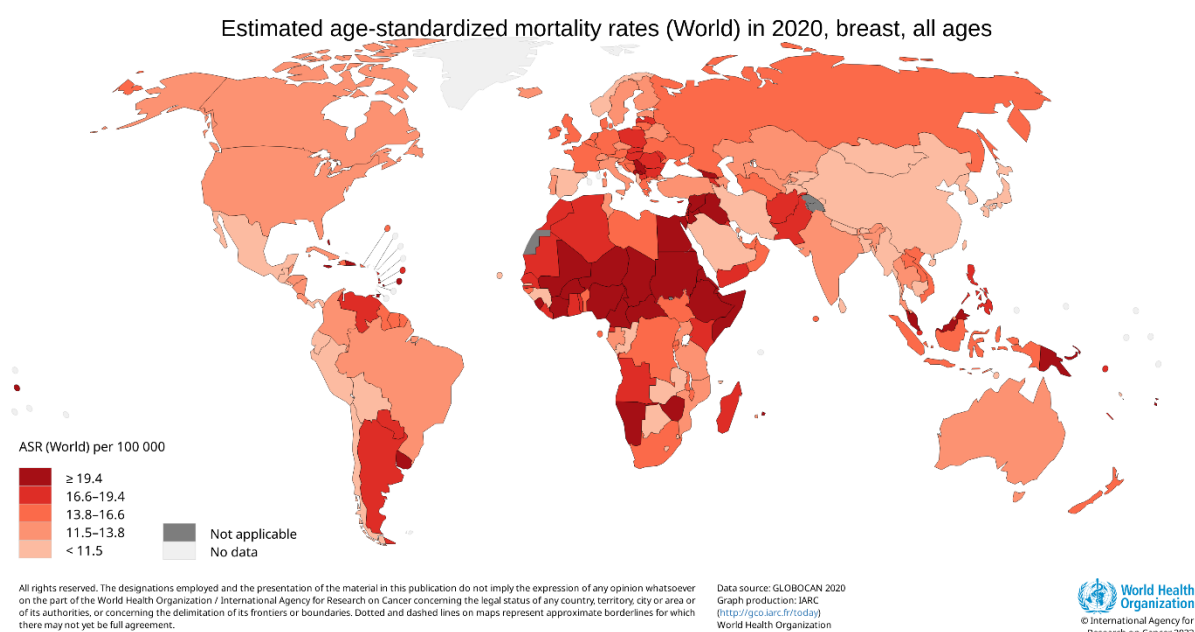 Estimated age-standardized mortality rates (World) in 2020, breast, all ages
ASR (World) per 100 000
≥ 19.4
16.6–19.4
13.8–16.6
11.5–13.8
< 11.5
Not applicable
No data
All rights reserved. The designations employed and the presentation of the material in this publication do not imply the expression of any opinion whatsoever
on the part of the World Health Organization / International Agency for Research on Cancer concerning the legal status of any country, territory, city or area or
of its authorities, or concerning the delimitation of its frontiers or boundaries. Dotted and dashed lines on maps represent approximate borderlines for which
there may not yet be full agreement.
Data source: GLOBOCAN 2020
Graph production: IARC
(http://gco.iarc.fr/today)
World Health Organization
World Health
Organization
© International Agency for
Research on Cancer 2022